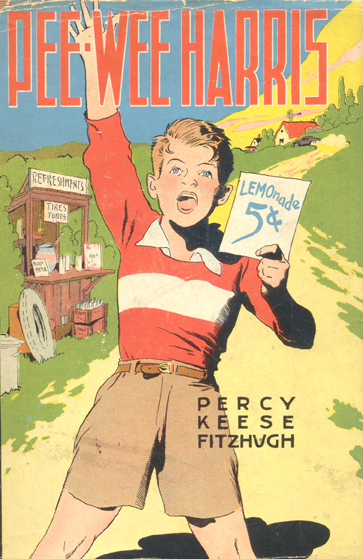 PEE-WEE HARRIS
REFRESHMENTS
TIRES
TUBES
LEMOnade
5¢
PERCY
KEESE
FITZHUGH